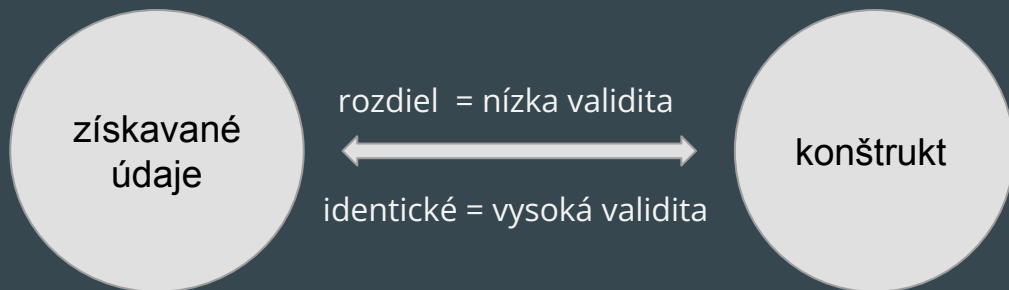 získavané
údaje
rozdiel = nízka validita
identické = vysoká validita
konštrukt